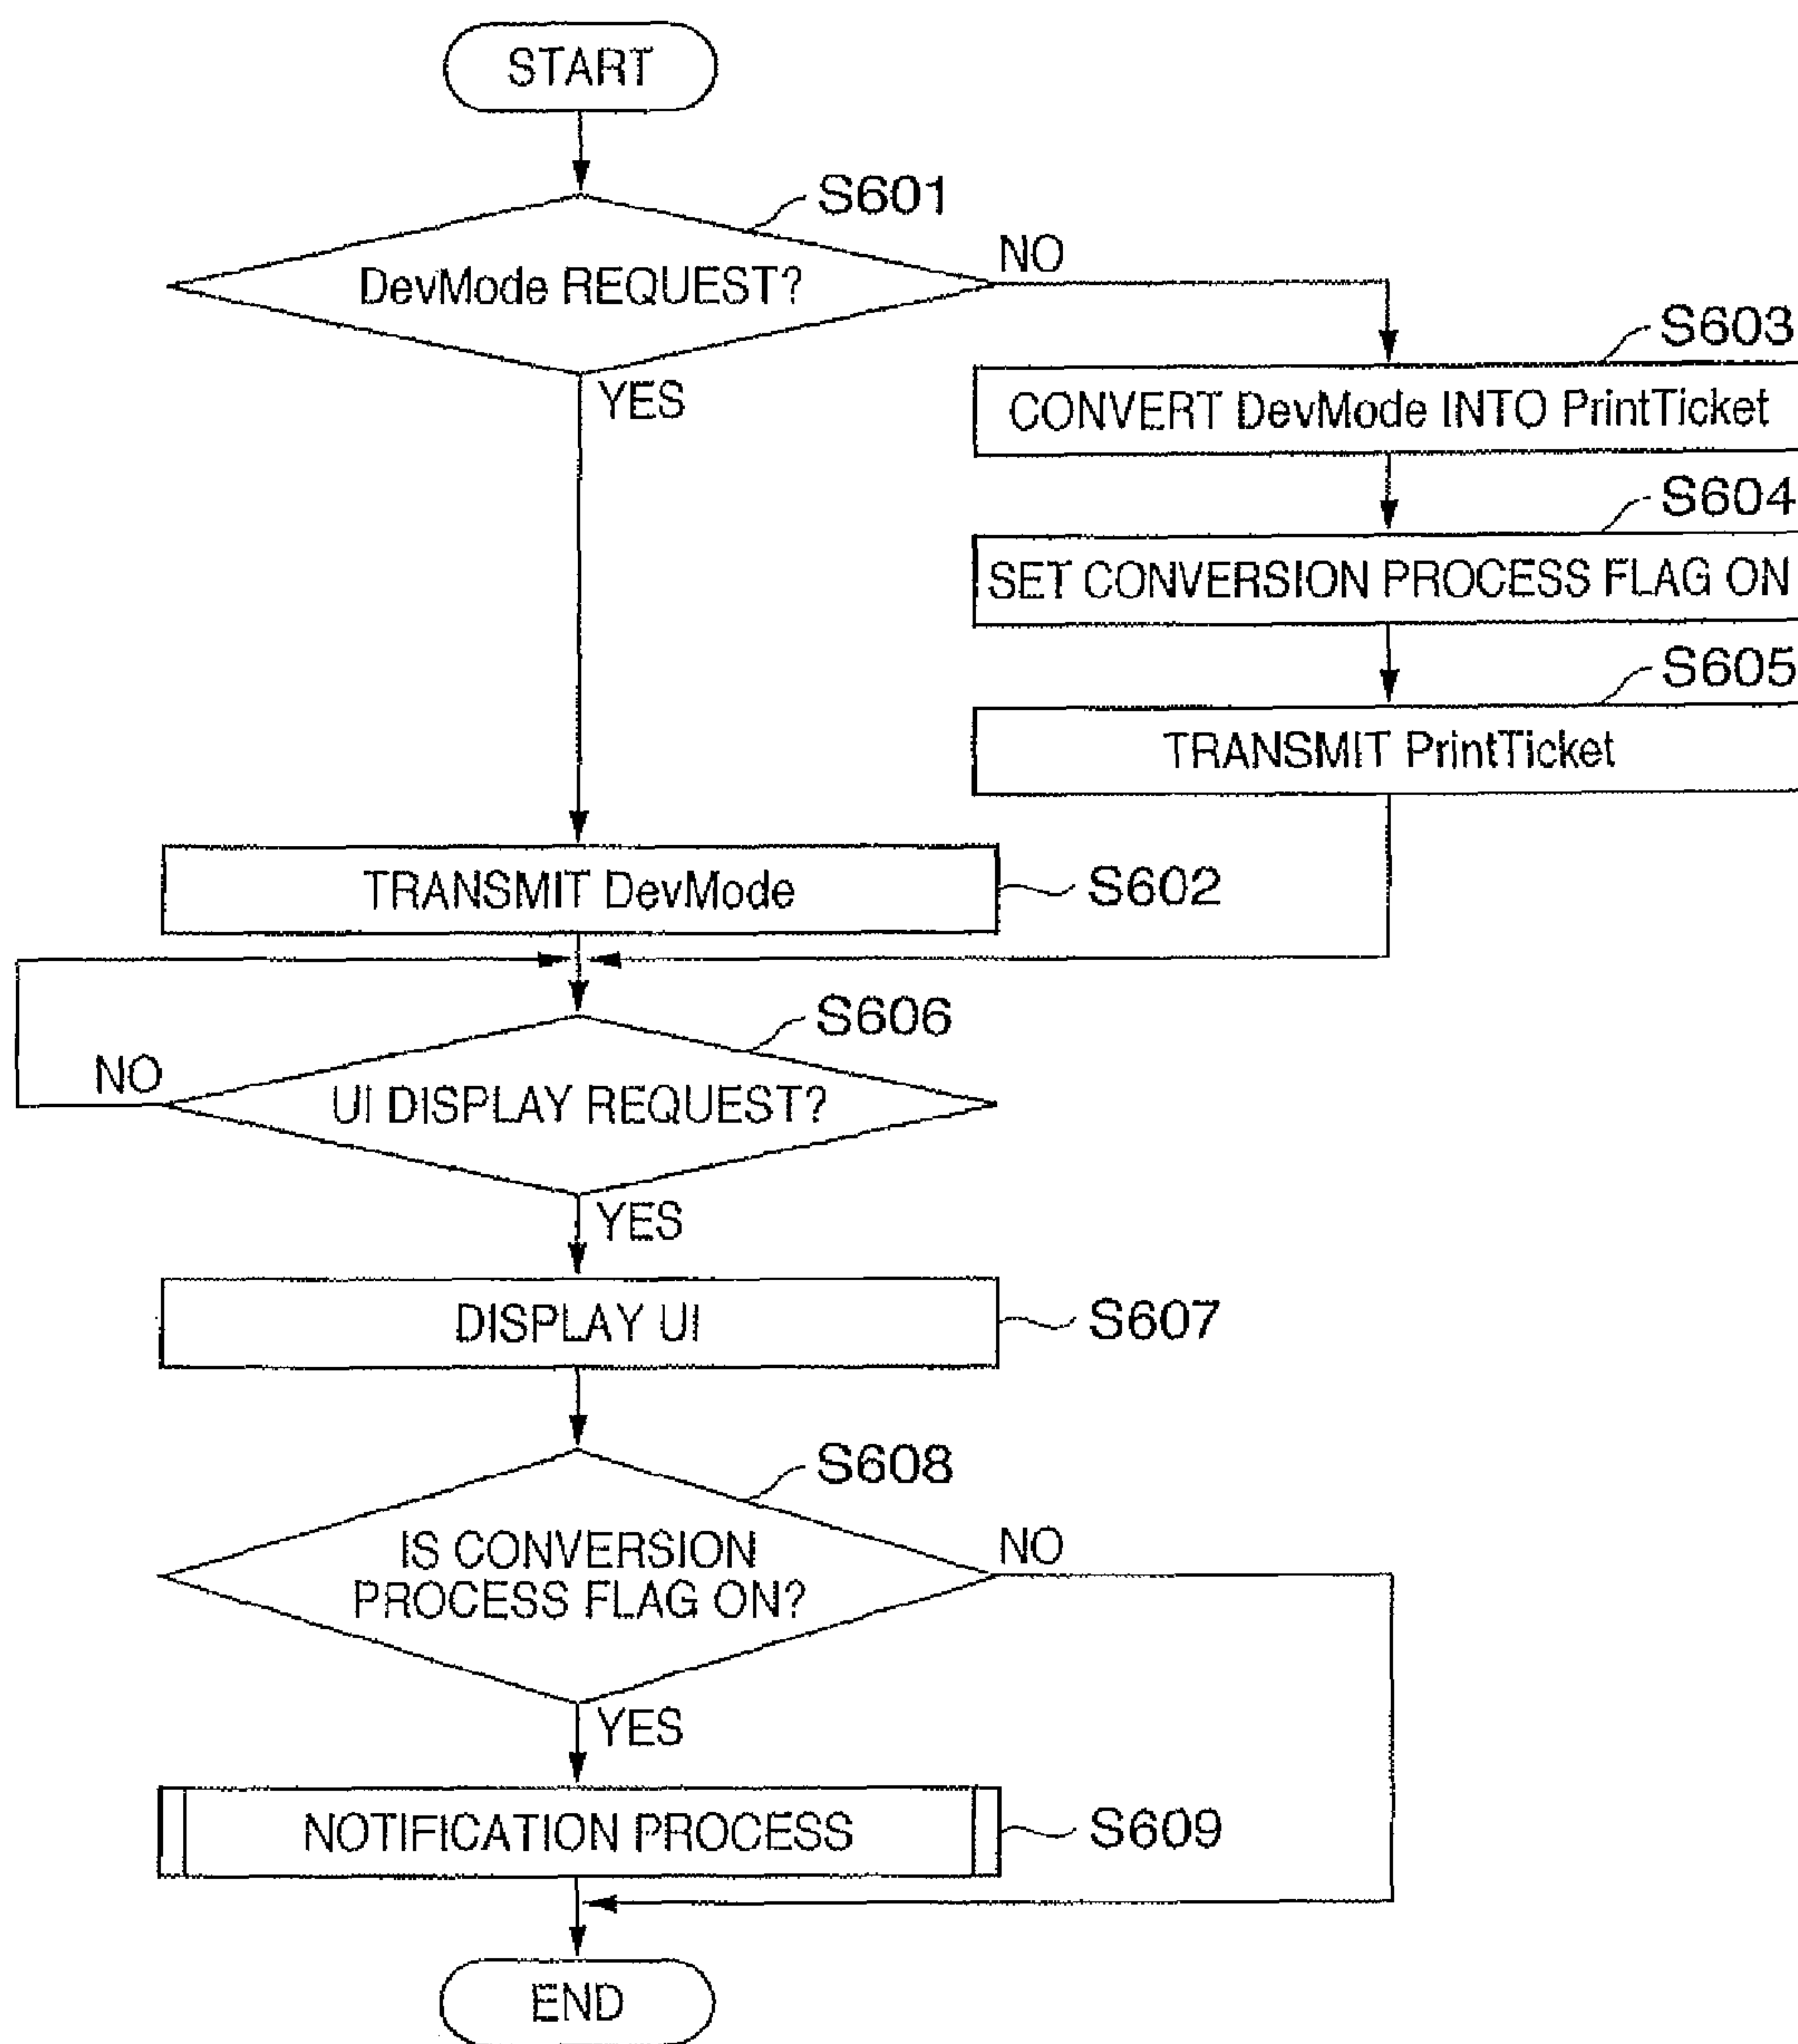 START
S601
DevMode REQUEST?
NO
YES
S603
CONVERT DevMode INTO PrintTicket
S604
SET CONVERSION PROCESS FLAG ON
S605
TRANSMIT PrintTicket
TRANSMIT DevMode
S602
S606
NO
UI DISPLAY REQUEST?
YES
DISPLAY UI
S607
S608
IS CONVERSION
PROCESS FLAG ON?
NO
YES
NOTIFICATION PROCESS
S609
END